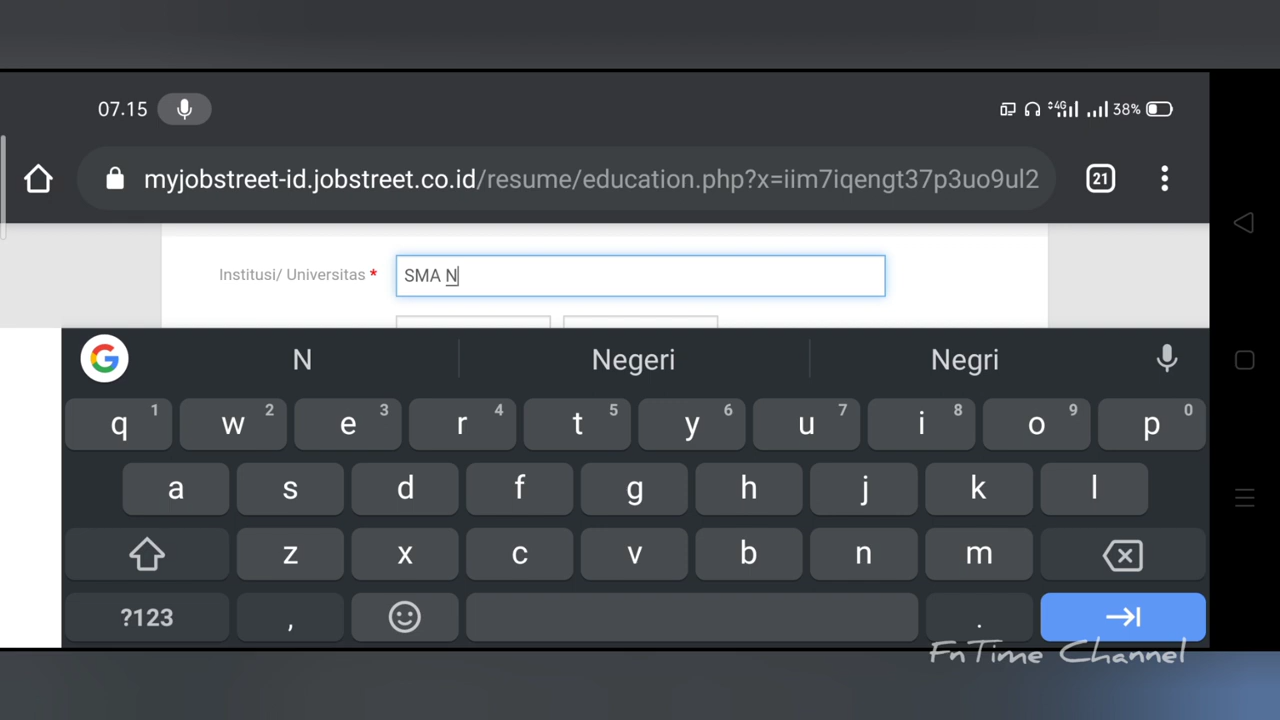 07.15
4G
38%
myjobstreet-id.jobstreet.co.id/resume/education.php?x=iim7iqengt37p3uo9ul2
21
Institusi/ Universitas *
SMA N
G N Negeri Negri
q 1 w 2 e 3 r 4 t 5 y 6 u 7 i 8 o 9 p 0
a s d f g h j k l
z x c v b n m
?123 , .
FnTime Channel